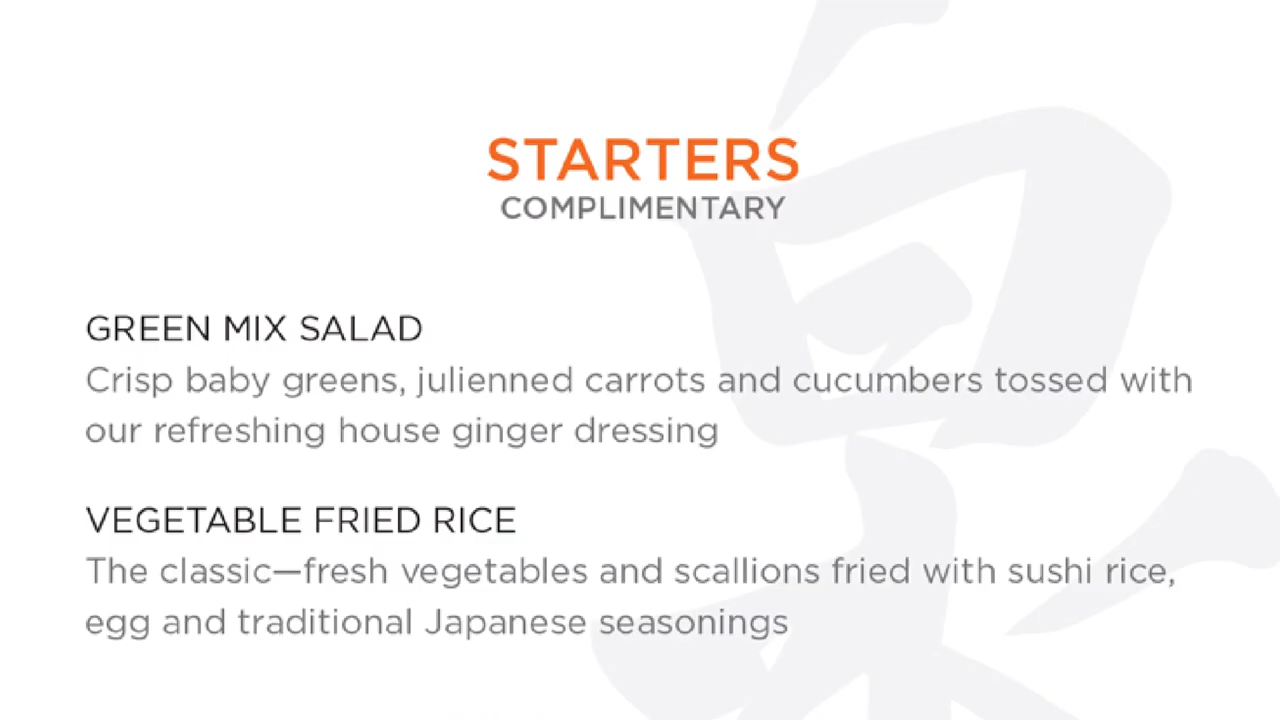 STARTERS
COMPLIMENTARY
GREEN MIX SALAD
Crisp baby greens, julienned carrots and cucumbers tossed with
our refreshing house ginger dressing
VEGETABLE FRIED RICE
The classic—fresh vegetables and scallions fried with sushi rice,
egg and traditional Japanese seasonings